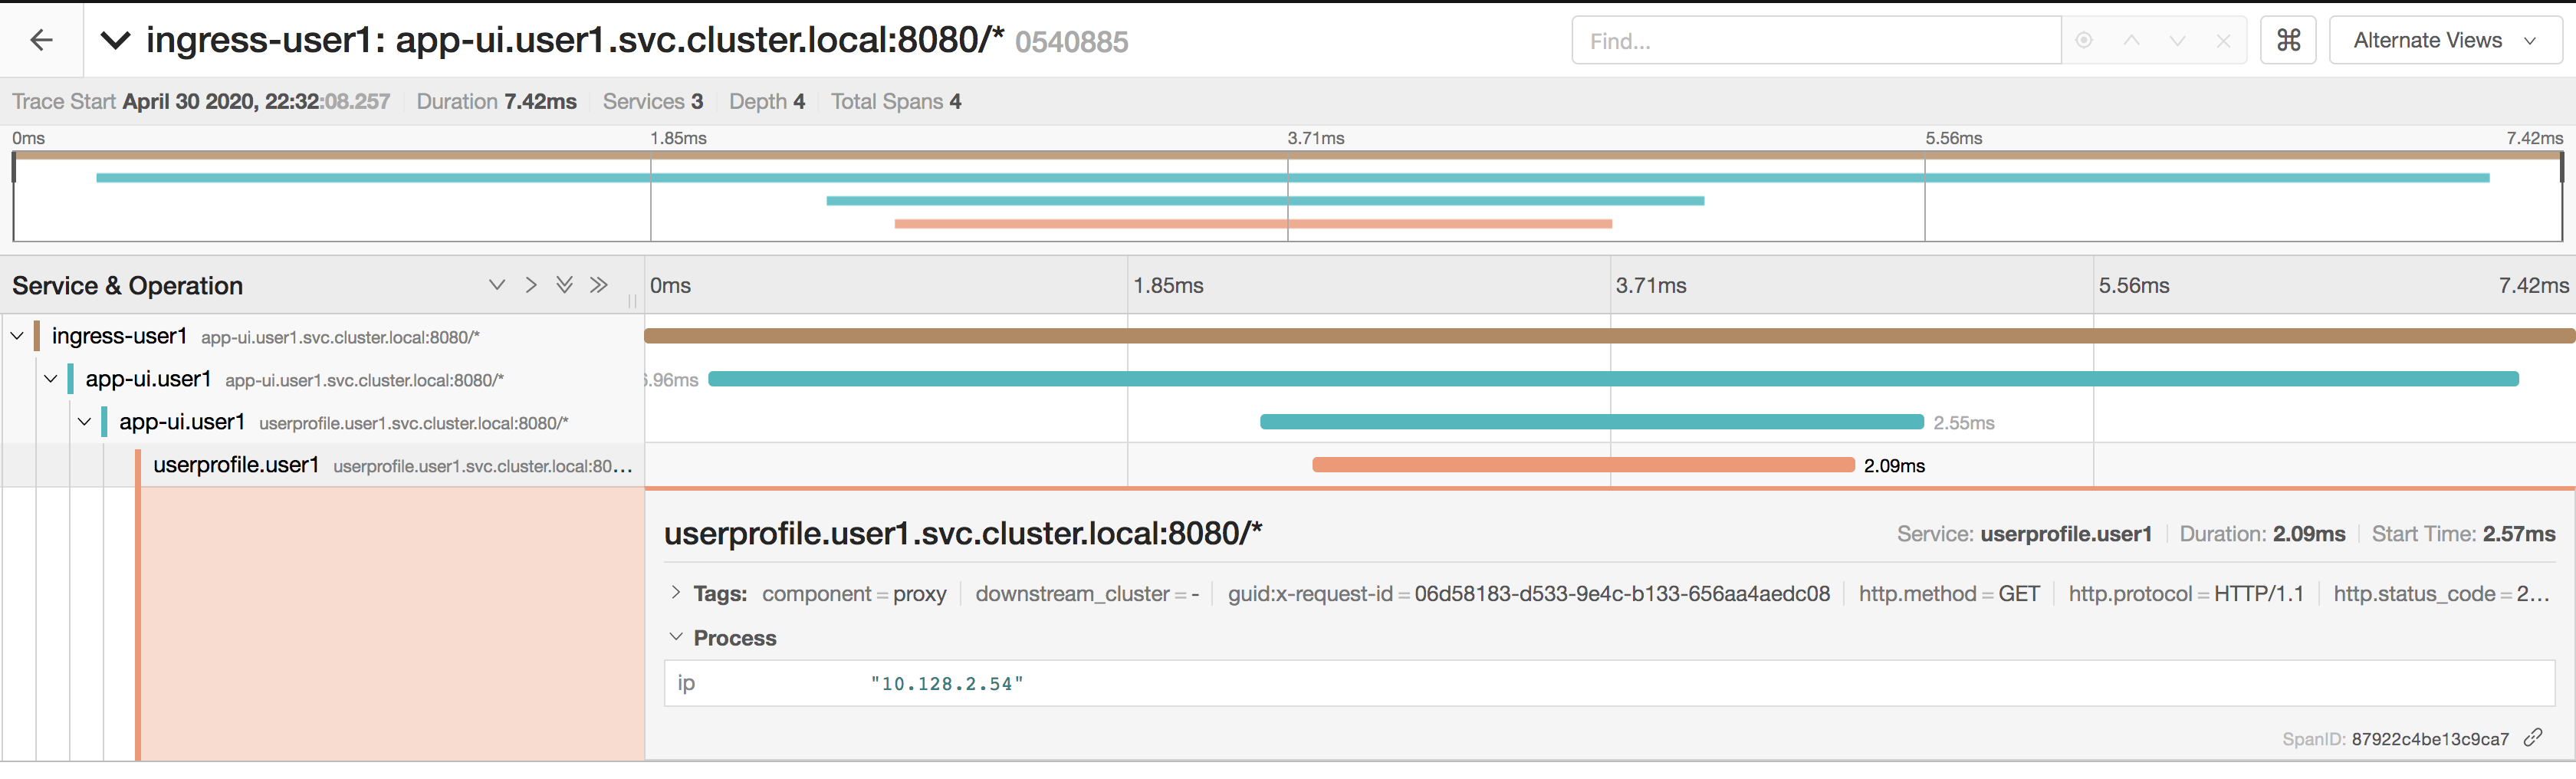 ingress-user1: app-ui.user1.svc.cluster.local:8080/* 0540885 Find... ⌘ Alternate Views
Trace Start April 30 2020, 22:32:08.257 Duration 7.42ms Services 3 Depth 4 Total Spans 4
0ms 1.85ms 3.71ms 5.56ms 7.42ms
Service & Operation 0ms 1.85ms 3.71ms 5.56ms 7.42ms
ingress-user1 app-ui.user1.svc.cluster.local:8080/*
app-ui.user1 app-ui.user1.svc.cluster.local:8080/* 6.96ms
app-ui.user1 userprofile.user1.svc.cluster.local:8080/* 2.55ms
userprofile.user1 userprofile.user1.svc.cluster.local:80... 2.09ms
userprofile.user1.svc.cluster.local:8080/* Service: userprofile.user1 Duration: 2.09ms Start Time: 2.57ms
Tags: component = proxy downstream_cluster = - guid:x-request-id = 06d58183-d533-9e4c-b133-656aa4aedc08 http.method = GET http.protocol = HTTP/1.1 http.status_code = 2...
Process
ip "10.128.2.54"
SpanID: 87922c4be13c9ca7